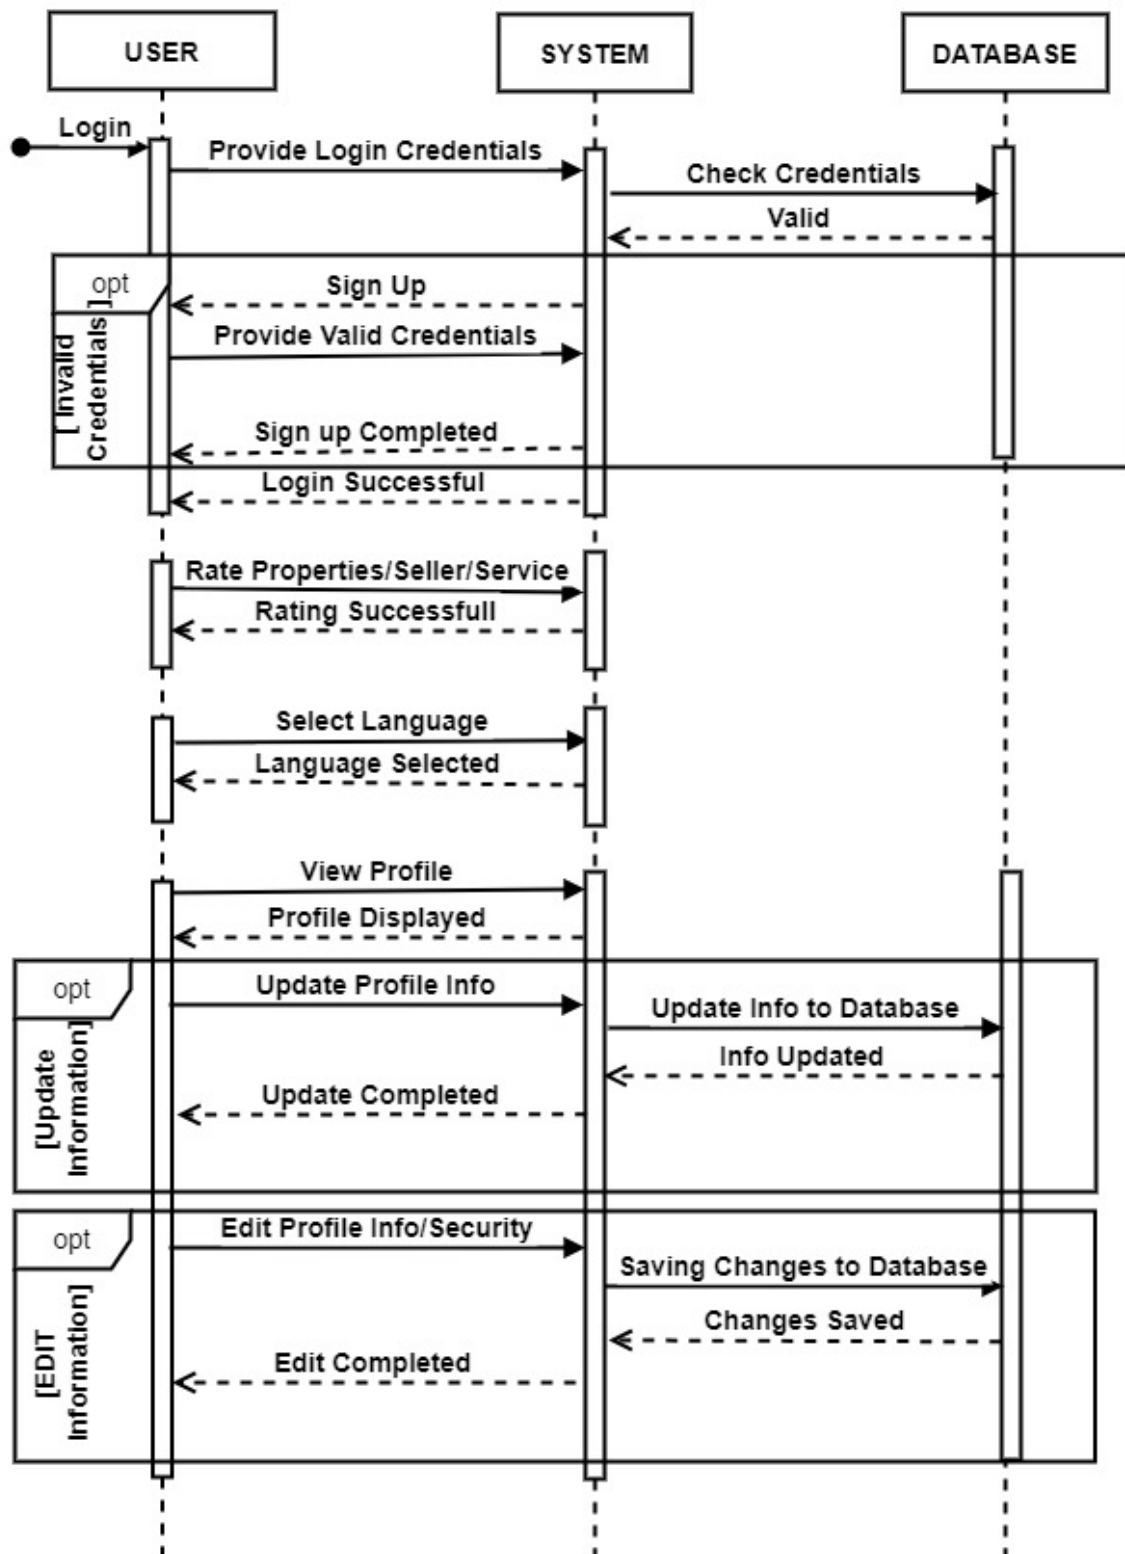 USER
SYSTEM
DATABASE
Login
Provide Login Credentials
Check Credentials
Valid
opt
[ Invalid
Credentials ]
Sign Up
Provide Valid Credentials
Sign up Completed
Login Successful
Rate Properties/Seller/Service
Rating Successfull
Select Language
Language Selected
View Profile
Profile Displayed
opt
[Update
Information]
Update Profile Info
Update Info to Database
Info Updated
Update Completed
opt
[EDIT
Information]
Edit Profile Info/Security
Saving Changes to Database
Changes Saved
Edit Completed